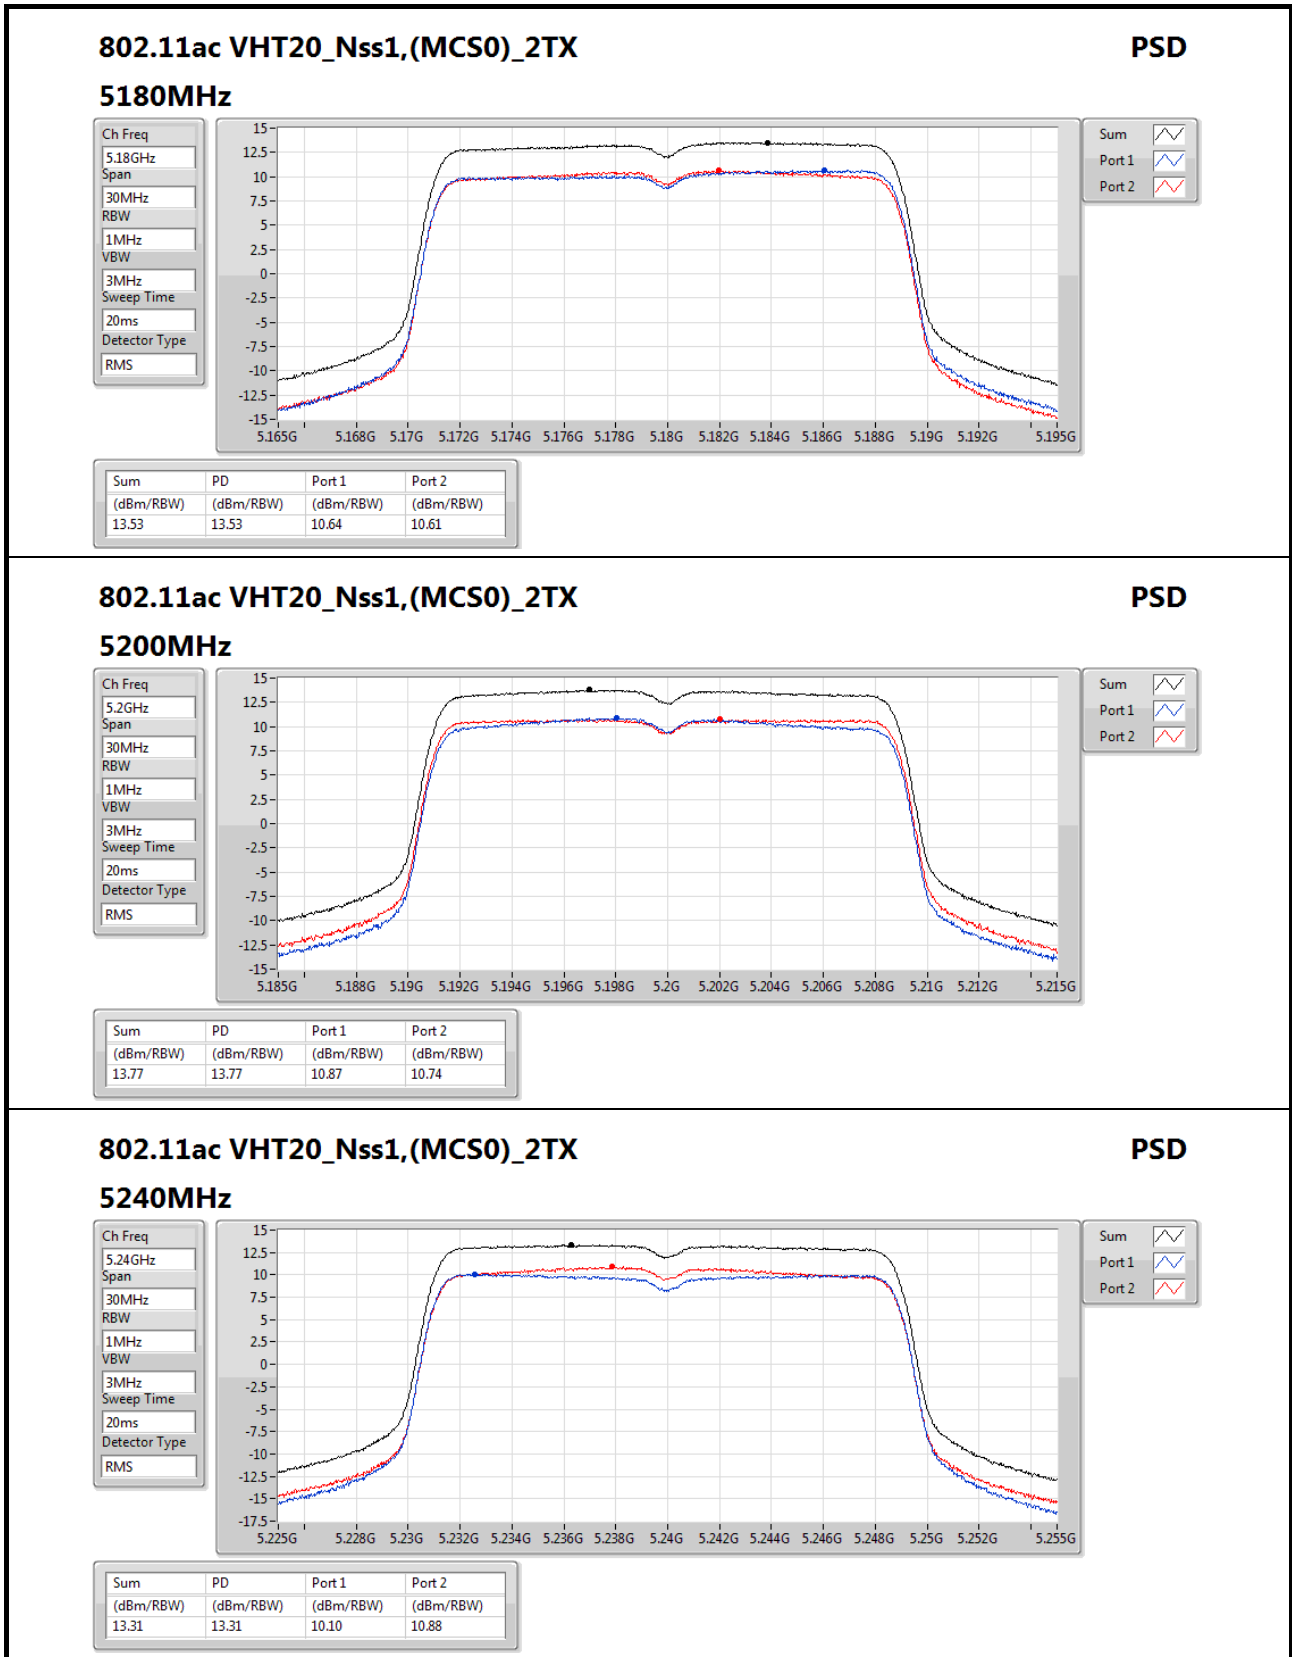 802.11ac VHT20_Nss1,(MCS0)_2TX PSD
5180MHz
Ch Freq
5.18GHz
Span
30MHz
RBW
1MHz
VBW
3MHz
Sweep Time
20ms
Detector Type
RMS
15
12.5
10
7.5
5
2.5
0
-2.5
-5
-7.5
-10
-12.5
-15
5.165G 5.168G 5.17G 5.172G 5.174G 5.176G 5.178G 5.18G 5.182G 5.184G 5.186G 5.188G 5.19G 5.192G 5.195G
Sum
Port 1
Port 2
Sum PD Port 1 Port 2
(dBm/RBW) (dBm/RBW) (dBm/RBW) (dBm/RBW)
13.53 13.53 10.64 10.61
802.11ac VHT20_Nss1,(MCS0)_2TX PSD
5200MHz
Ch Freq
5.2GHz
Span
30MHz
RBW
1MHz
VBW
3MHz
Sweep Time
20ms
Detector Type
RMS
15
12.5
10
7.5
5
2.5
0
-2.5
-5
-7.5
-10
-12.5
-15
5.185G 5.188G 5.19G 5.192G 5.194G 5.196G 5.198G 5.2G 5.202G 5.204G 5.206G 5.208G 5.21G 5.212G 5.215G
Sum
Port 1
Port 2
Sum PD Port 1 Port 2
(dBm/RBW) (dBm/RBW) (dBm/RBW) (dBm/RBW)
13.77 13.77 10.87 10.74
802.11ac VHT20_Nss1,(MCS0)_2TX PSD
5240MHz
Ch Freq
5.24GHz
Span
30MHz
RBW
1MHz
VBW
3MHz
Sweep Time
20ms
Detector Type
RMS
15
12.5
10
7.5
5
2.5
0
-2.5
-5
-7.5
-10
-12.5
-15
-17.5
5.225G 5.228G 5.23G 5.232G 5.234G 5.236G 5.238G 5.24G 5.242G 5.244G 5.246G 5.248G 5.25G 5.252G 5.255G
Sum
Port 1
Port 2
Sum PD Port 1 Port 2
(dBm/RBW) (dBm/RBW) (dBm/RBW) (dBm/RBW)
13.31 13.31 10.10 10.88